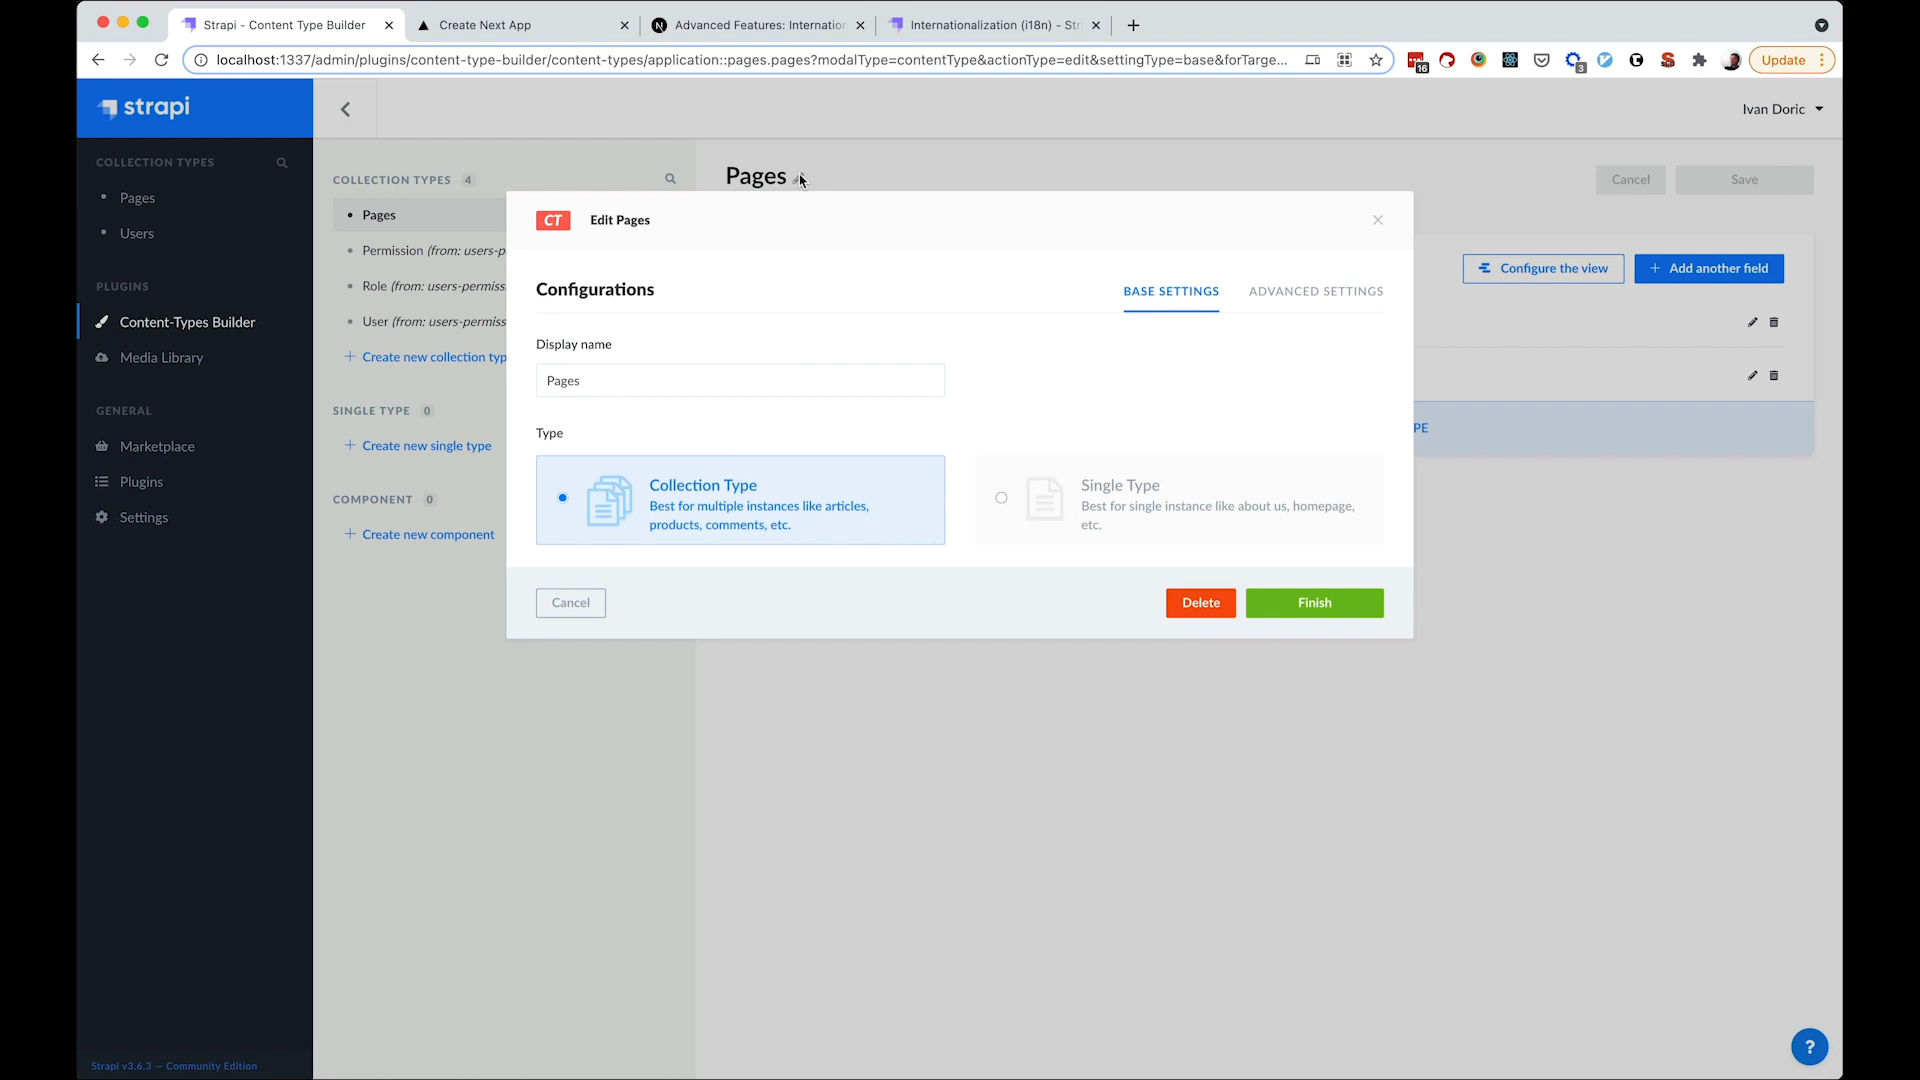 Strapi - Content Type Builder
Create Next App
Advanced Features: Internation
Internationalization (i18n) - Str
localhost:1337/admin/plugins/content-type-builder/content-types/application::pages.pages?modalType=contentType&actionType=edit&settingType=base&forTarge...
16
3
Update
strapi
Ivan Doric
COLLECTION TYPES
Pages
Users
PLUGINS
Content-Types Builder
Media Library
GENERAL
Marketplace
Plugins
Settings
Strapi v3.6.3 — Community Edition
COLLECTION TYPES 4
Pages
Permission (from: users-p
Role (from: users-permiss
User (from: users-permiss
Create new collection typ
SINGLE TYPE 0
Create new single type
COMPONENT 0
Create new component
Pages
Cancel
Save
Configure the view
Add another field
PE
CT
Edit Pages
Configurations
BASE SETTINGS
ADVANCED SETTINGS
Display name
Pages
Type
Collection Type
Best for multiple instances like articles,
products, comments, etc.
Single Type
Best for single instance like about us, homepage,
etc.
Cancel
Delete
Finish
?